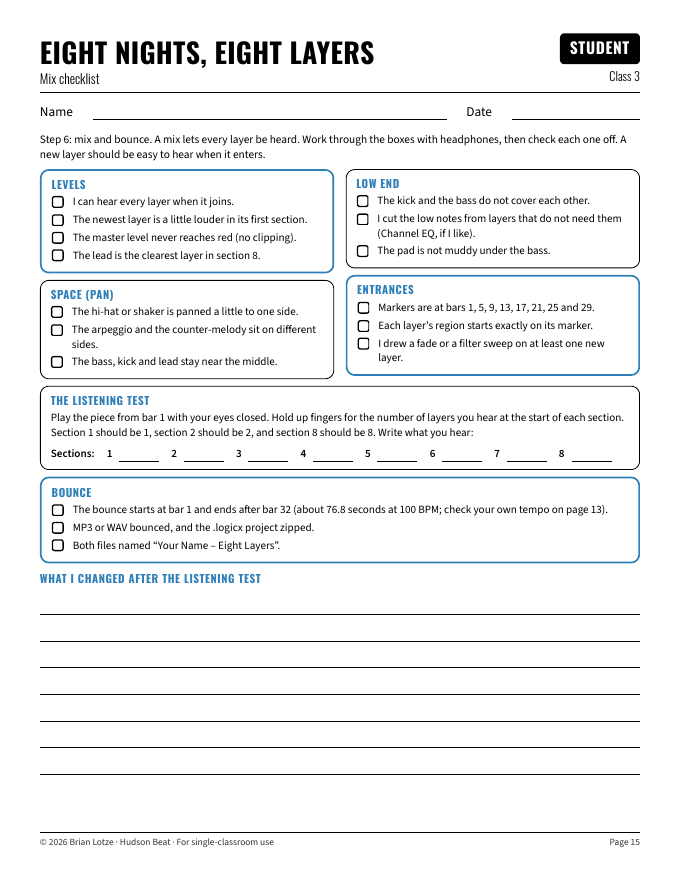 EIGHT NIGHTS, EIGHT LAYERS
STUDENT
Mix checklist
Class 3
Name
Date
Step 6: mix and bounce. A mix lets every layer be heard. Work through the boxes with headphones, then check each one off. A
new layer should be easy to hear when it enters.
LEVELS
I can hear every layer when it joins.
The newest layer is a little louder in its first section.
The master level never reaches red (no clipping).
The lead is the clearest layer in section 8.
LOW END
The kick and the bass do not cover each other.
I cut the low notes from layers that do not need them
(Channel EQ, if I like).
The pad is not muddy under the bass.
SPACE (PAN)
The hi-hat or shaker is panned a little to one side.
The arpeggio and the counter-melody sit on different
sides.
The bass, kick and lead stay near the middle.
ENTRANCES
Markers are at bars 1, 5, 9, 13, 17, 21, 25 and 29.
Each layer's region starts exactly on its marker.
I drew a fade or a filter sweep on at least one new
layer.
THE LISTENING TEST
Play the piece from bar 1 with your eyes closed. Hold up fingers for the number of layers you hear at the start of each section.
Section 1 should be 1, section 2 should be 2, and section 8 should be 8. Write what you hear:
Sections: 1 2 3 4 5 6 7 8
BOUNCE
The bounce starts at bar 1 and ends after bar 32 (about 76.8 seconds at 100 BPM; check your own tempo on page 13).
MP3 or WAV bounced, and the .logicx project zipped.
Both files named “Your Name – Eight Layers”.
WHAT I CHANGED AFTER THE LISTENING TEST
© 2026 Brian Lotze · Hudson Beat · For single-classroom use
Page 15